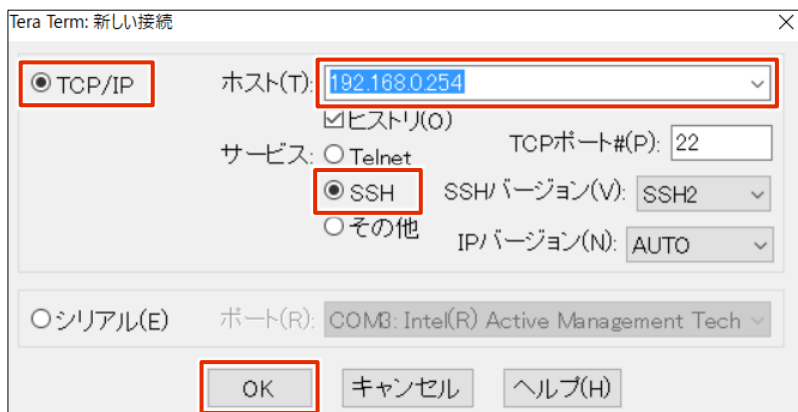 Tera Term: 新しい接続
TCP/IP ホスト(T): 192.168.0.254
ヒストリ(O)
サービス: Telnet TCPポート#(P): 22
SSH SSHバージョン(V): SSH2
その他 IPバージョン(N): AUTO
シリアル(E) ポート(R): COM3: Intel(R) Active Management Tech
OK キャンセル ヘルプ(H)